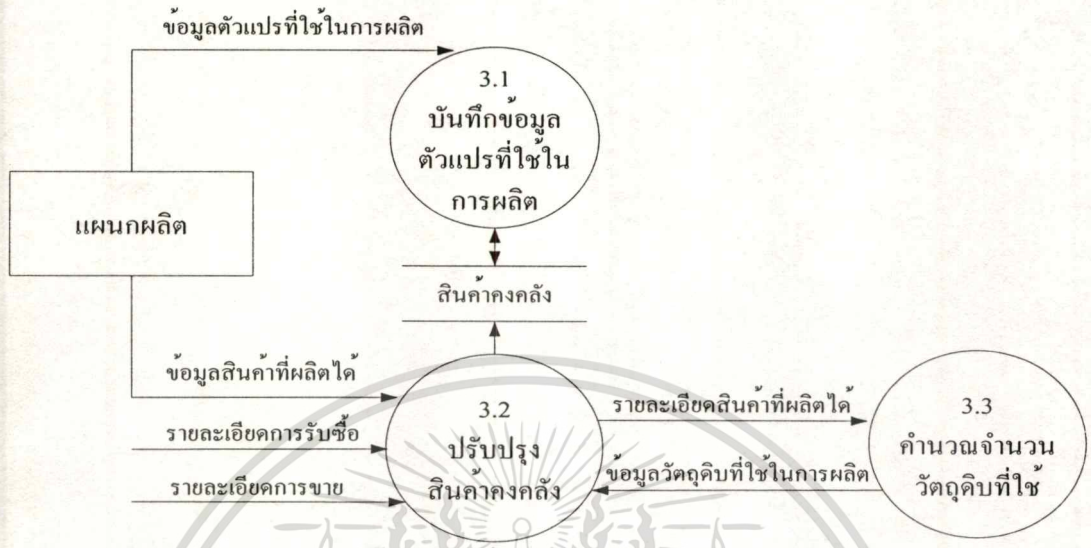 ข้อมูลตัวแปรที่ใช้ในการผลิต
3.1
บันทึกข้อมูล
ตัวแปรที่ใช้ใน
การผลิต
แผนกผลิต
สินค้าคงคลัง
ข้อมูลสินค้าที่ผลิตได้
รายละเอียดการรับซื้อ
รายละเอียดการขาย
3.2
ปรับปรุง
สินค้าคงคลัง
รายละเอียดสินค้าที่ผลิตได้
ข้อมูลวัตถุดิบที่ใช้ในการผลิต
3.3
คำนวณจำนวน
วัตถุดิบที่ใช้